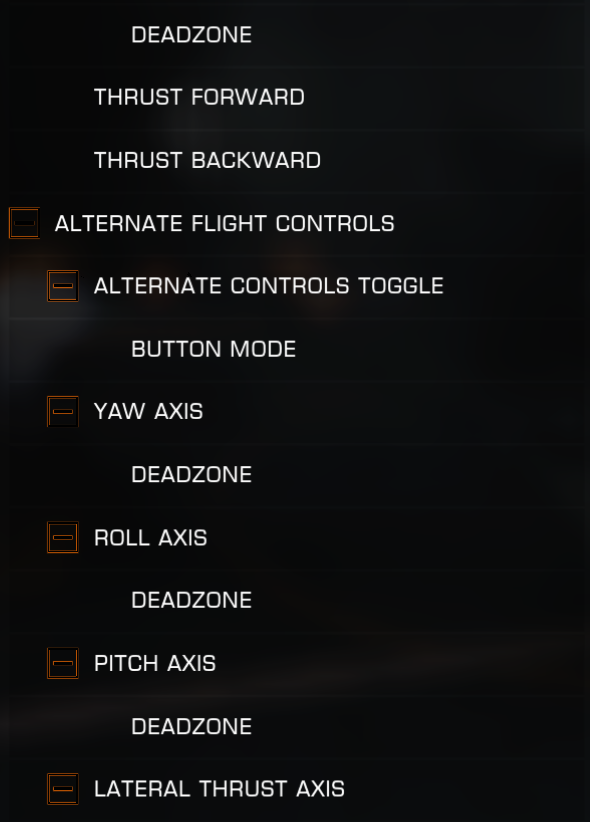 DEADZONE
THRUST FORWARD
THRUST BACKWARD
ALTERNATE FLIGHT CONTROLS
ALTERNATE CONTROLS TOGGLE
BUTTON MODE
YAW AXIS
DEADZONE
ROLL AXIS
DEADZONE
PITCH AXIS
DEADZONE
LATERAL THRUST AXIS